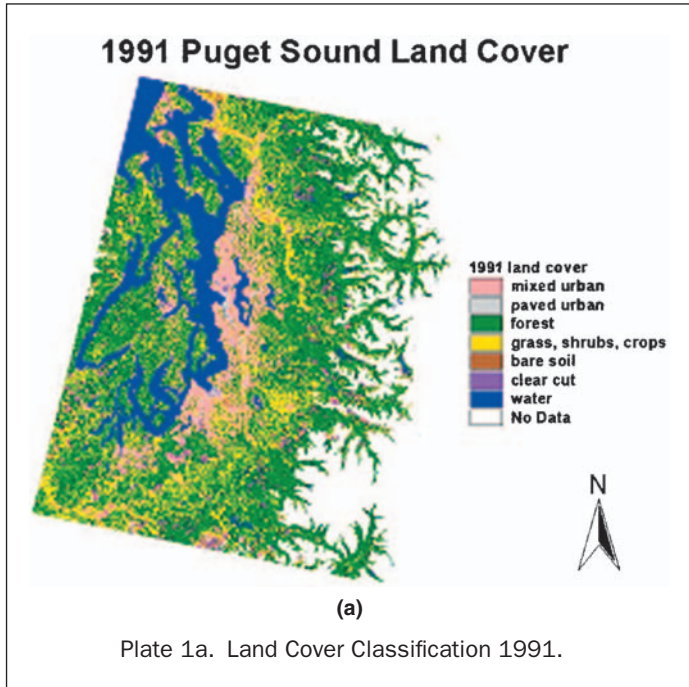 1991 Puget Sound Land Cover
1991 land cover
mixed urban
paved urban
forest
grass, shrubs, crops
bare soil
clear cut
water
No Data
N
(a)
Plate 1a. Land Cover Classification 1991.